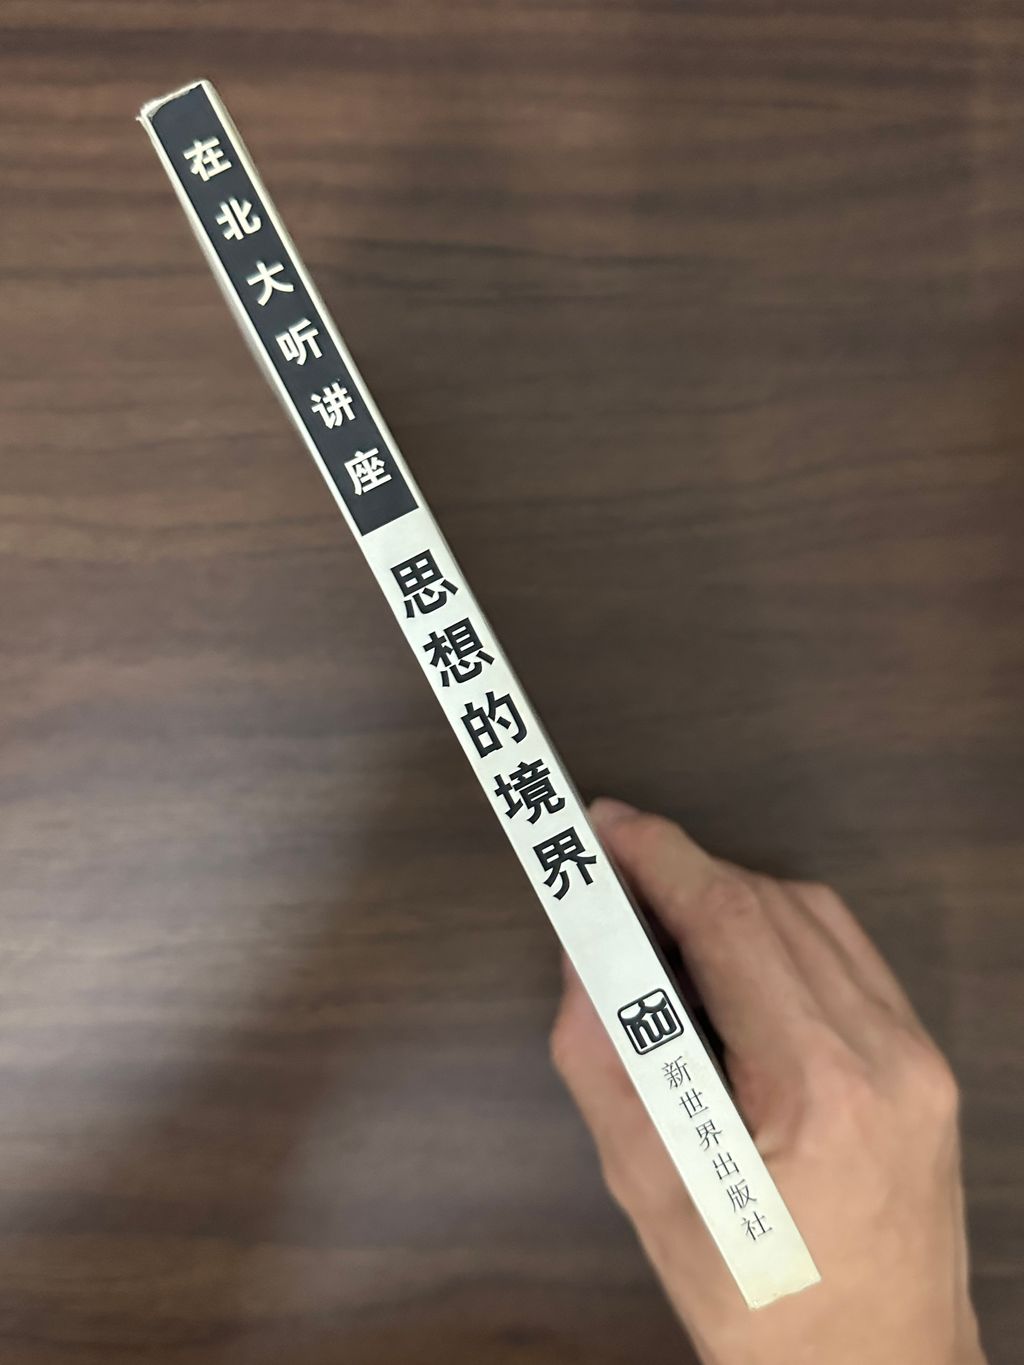 在北大听讲座
思想的境界
新世界出版社